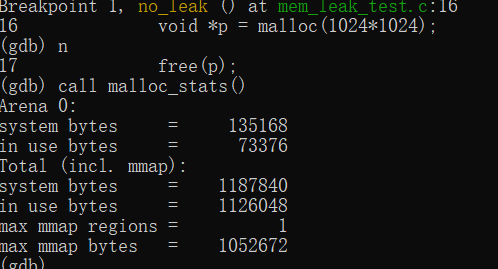 Breakpoint 1, no_leak () at mem_leak_test.c:16
16              void *p = malloc(1024*1024);
(gdb) n
17              free(p);
(gdb) call malloc_stats()
Arena 0:
system bytes     =     135168
in use bytes     =      73376
Total (incl. mmap):
system bytes     =    1187840
in use bytes     =    1126048
max mmap regions =          1
max mmap bytes   =    1052672
(gdb)